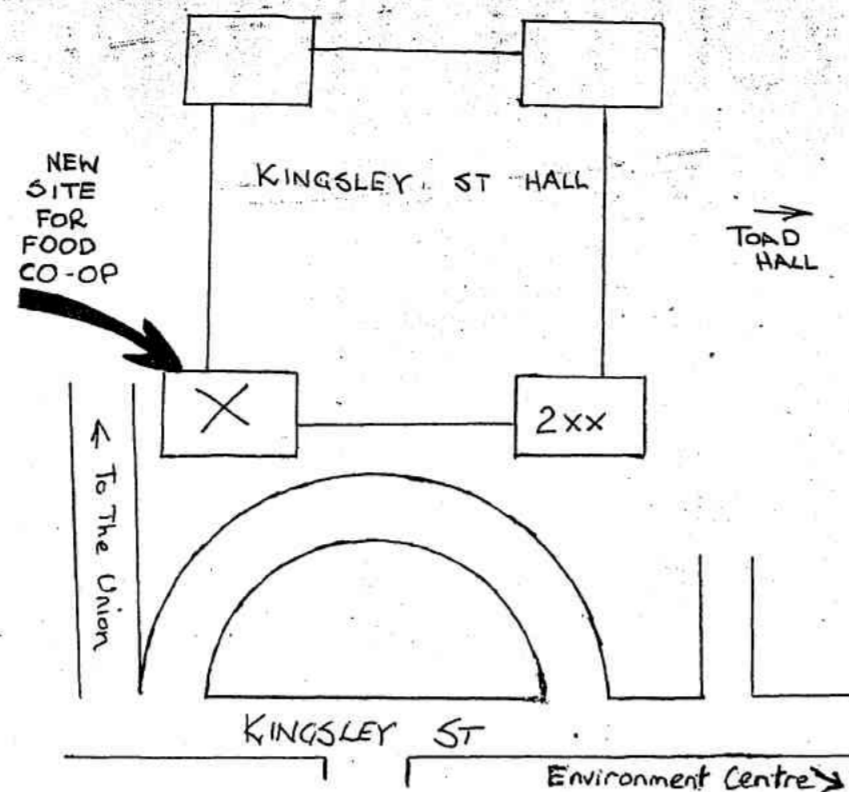 KINGSLEY ST HALL
NEW
SITE
FOR
FOOD
CO-OP
→
TOAD
HALL
X
2xx
← To The Union
KINGSLEY ST
Environment Centre